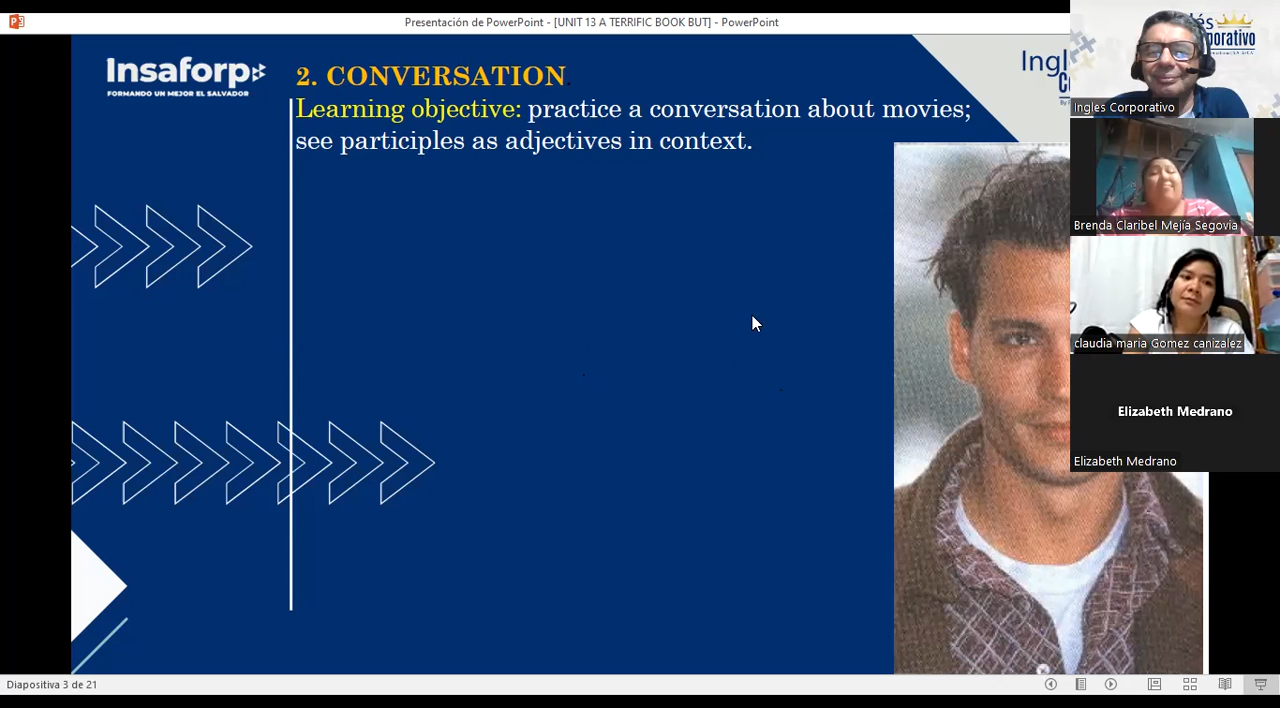 Presentación de PowerPoint - [UNIT 13 A TERRIFIC BOOK BUT] - PowerPoint
Insaforp
FORMANDO UN MEJOR EL SALVADOR
2. CONVERSATION
Learning objective: practice a conversation about movies;
see participles as adjectives in context.
Ingles Corporativo
Brenda Claribel Mejía Segovia
claudia maria Gomez canizalez
Elizabeth Medrano
Elizabeth Medrano
Diapositiva 3 de 21